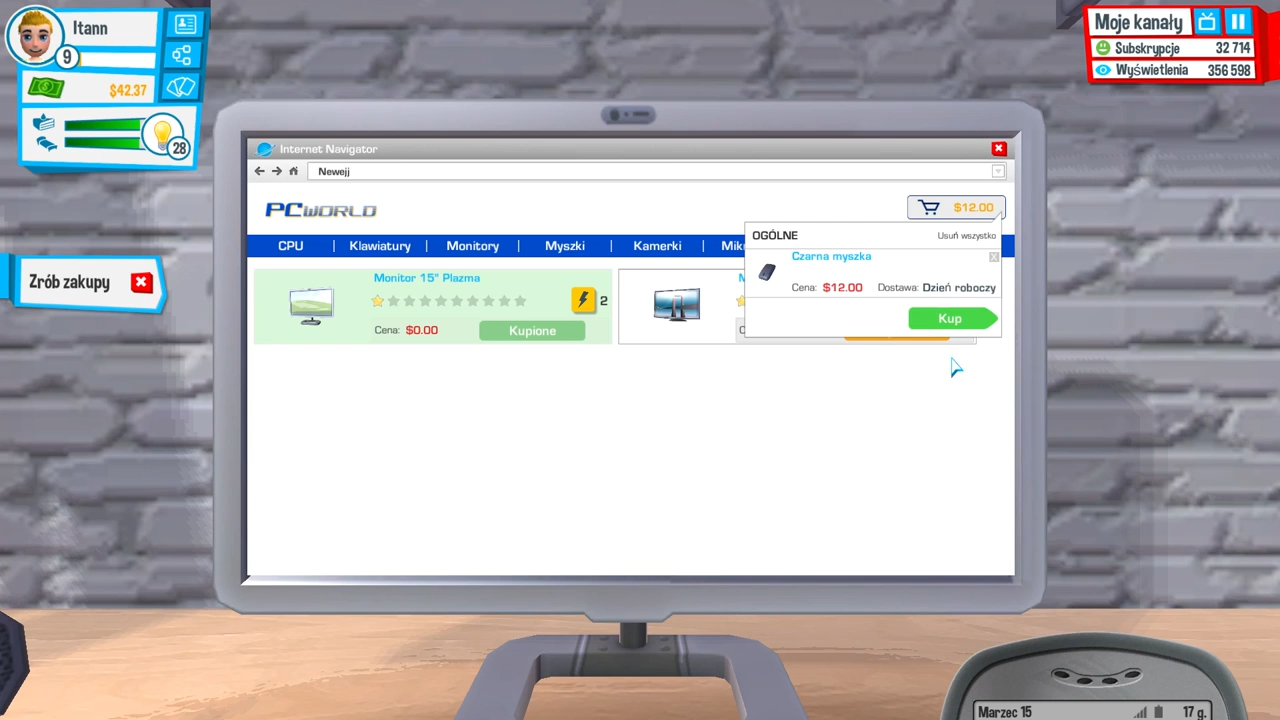 Itann
9
$42.37
28
Moje kanały
Subskrypcje 32 714
Wyświetlenia 356 598
Zrób zakupy
Internet Navigator
Newejj
PCWORLD
$12.00
CPU | Klawiatury | Monitory | Myszki | Kamerki |
OGÓLNE Usuń wszystko
Czarna myszka
Cena: $12.00 Dostawa: Dzień roboczy
Kup
Monitor 15" Plazma
2
Cena: $0.00 Kupione
Marzec 15 17 g.